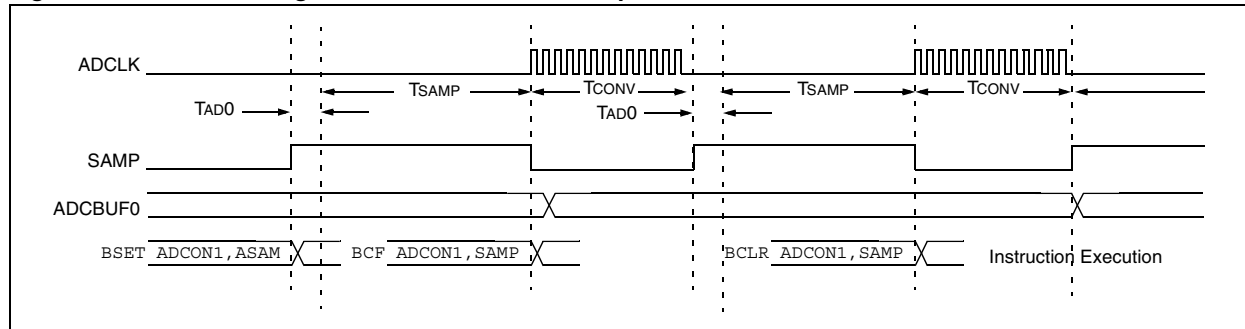 ADCLK
TSAMP TCONV TSAMP TCONV
TAD0 TAD0
SAMP
ADCBUF0
BSET ADCON1,ASAM BCF ADCON1,SAMP BCLR ADCON1,SAMP Instruction Execution